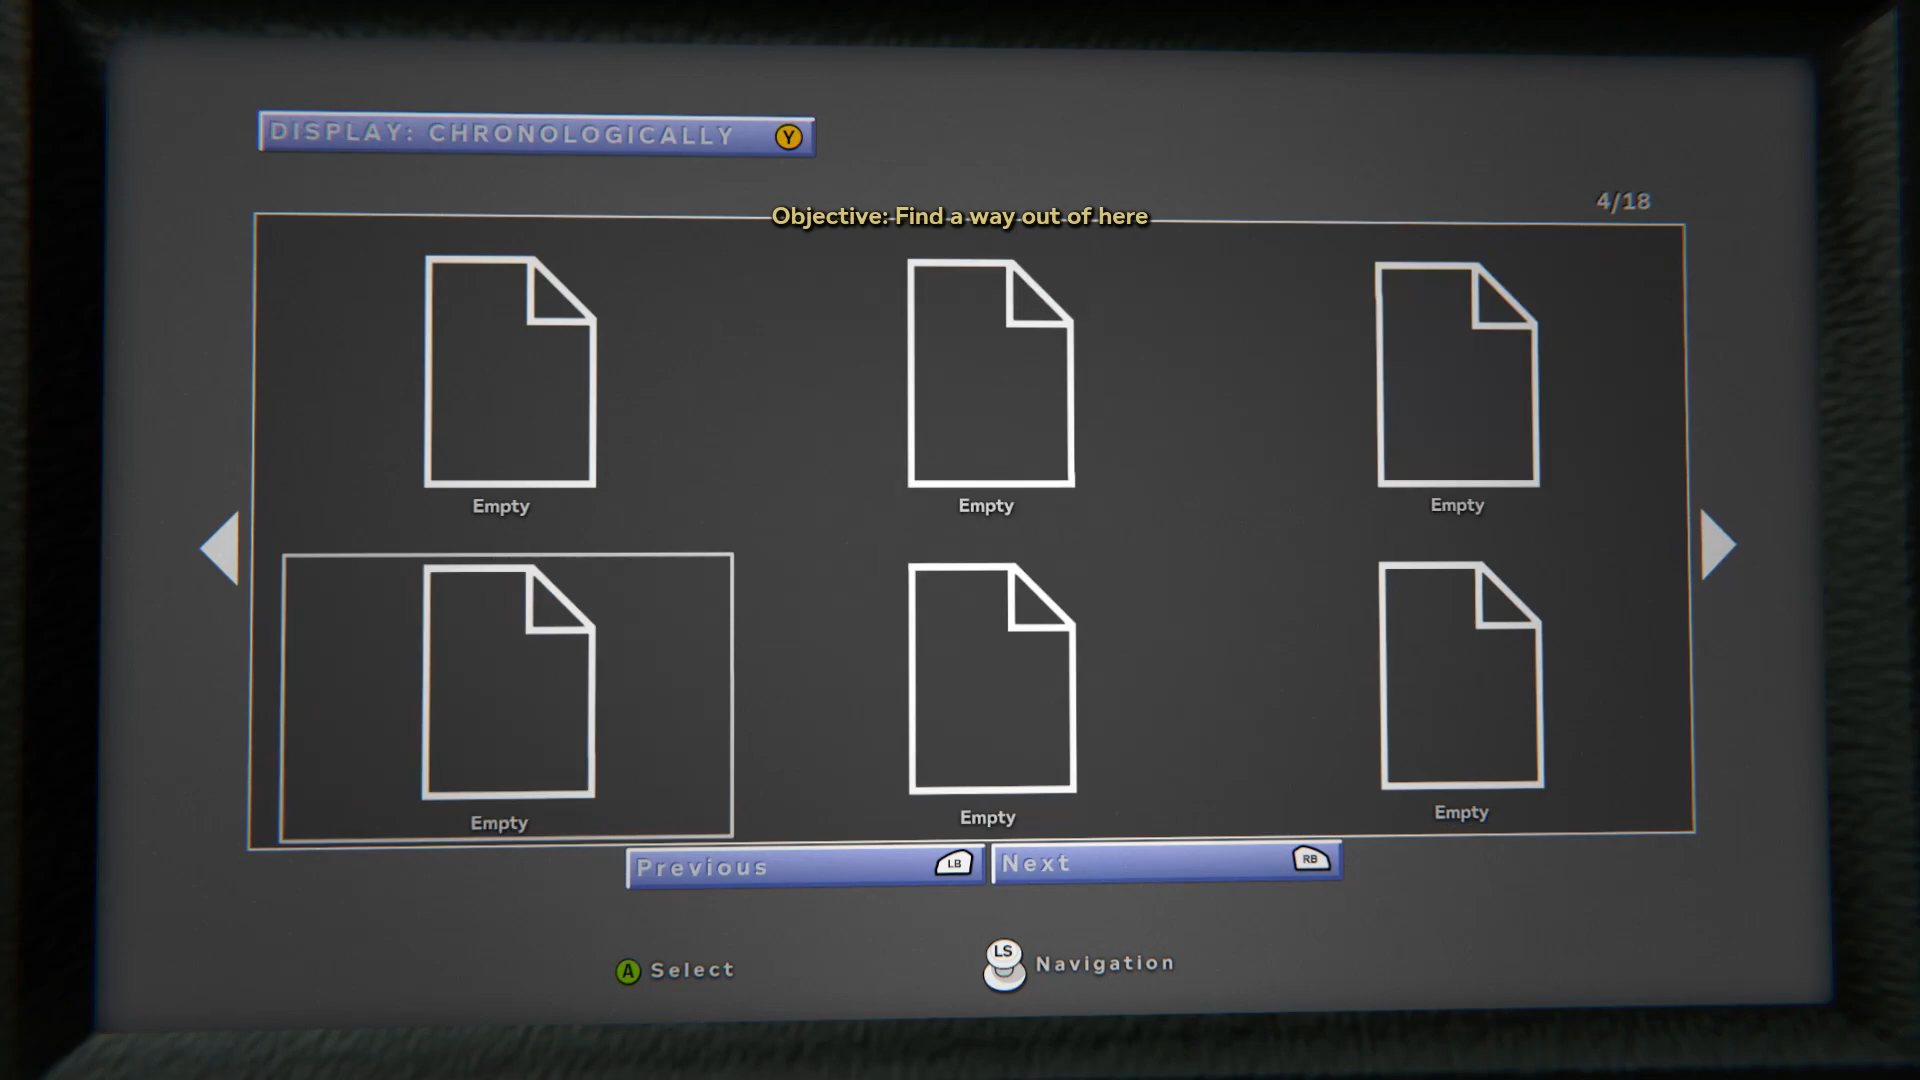 DISPLAY: CHRONOLOGICALLY Y
4/18
Objective: Find a way out of here
Empty Empty Empty
Empty Empty Empty
Previous LB Next RB
A Select LS Navigation